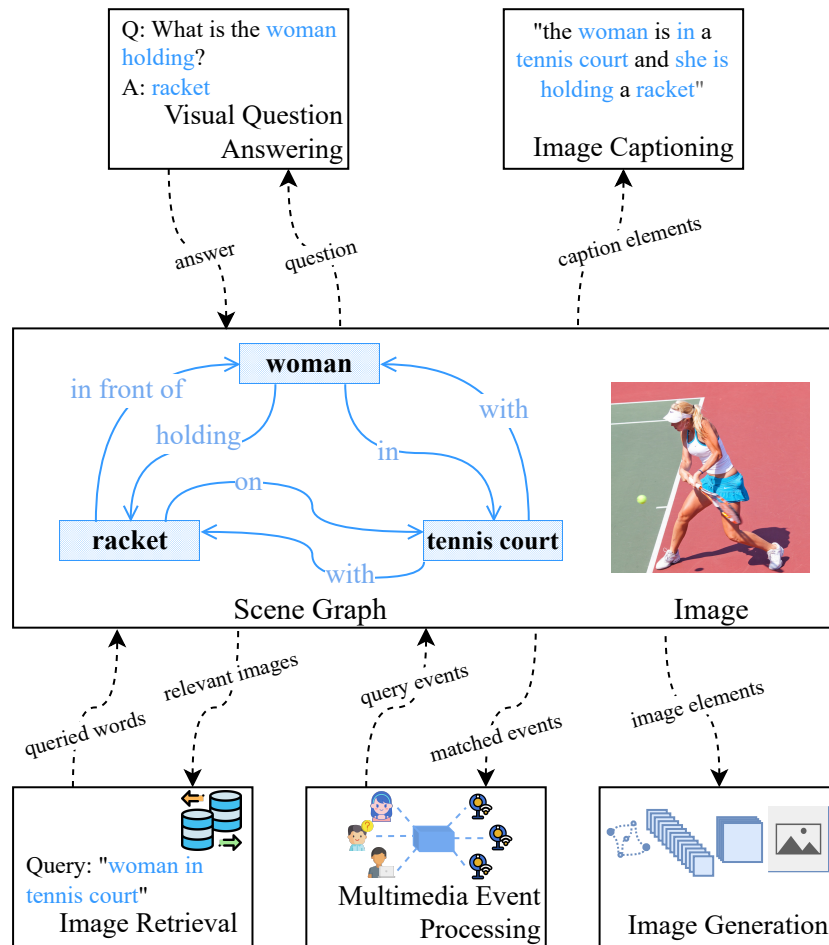 Q: What is the woman
holding?
A: racket
Visual Question
Answering
"the woman is in a
tennis court and she is
holding a racket"
Image Captioning
answer
question
caption elements
woman
in front of
with
holding
in
on
racket
tennis court
with
Scene Graph
Image
queried words
relevant images
query events
matched events
image elements
Query: "woman in
tennis court"
Image Retrieval
Multimedia Event
Processing
Image Generation